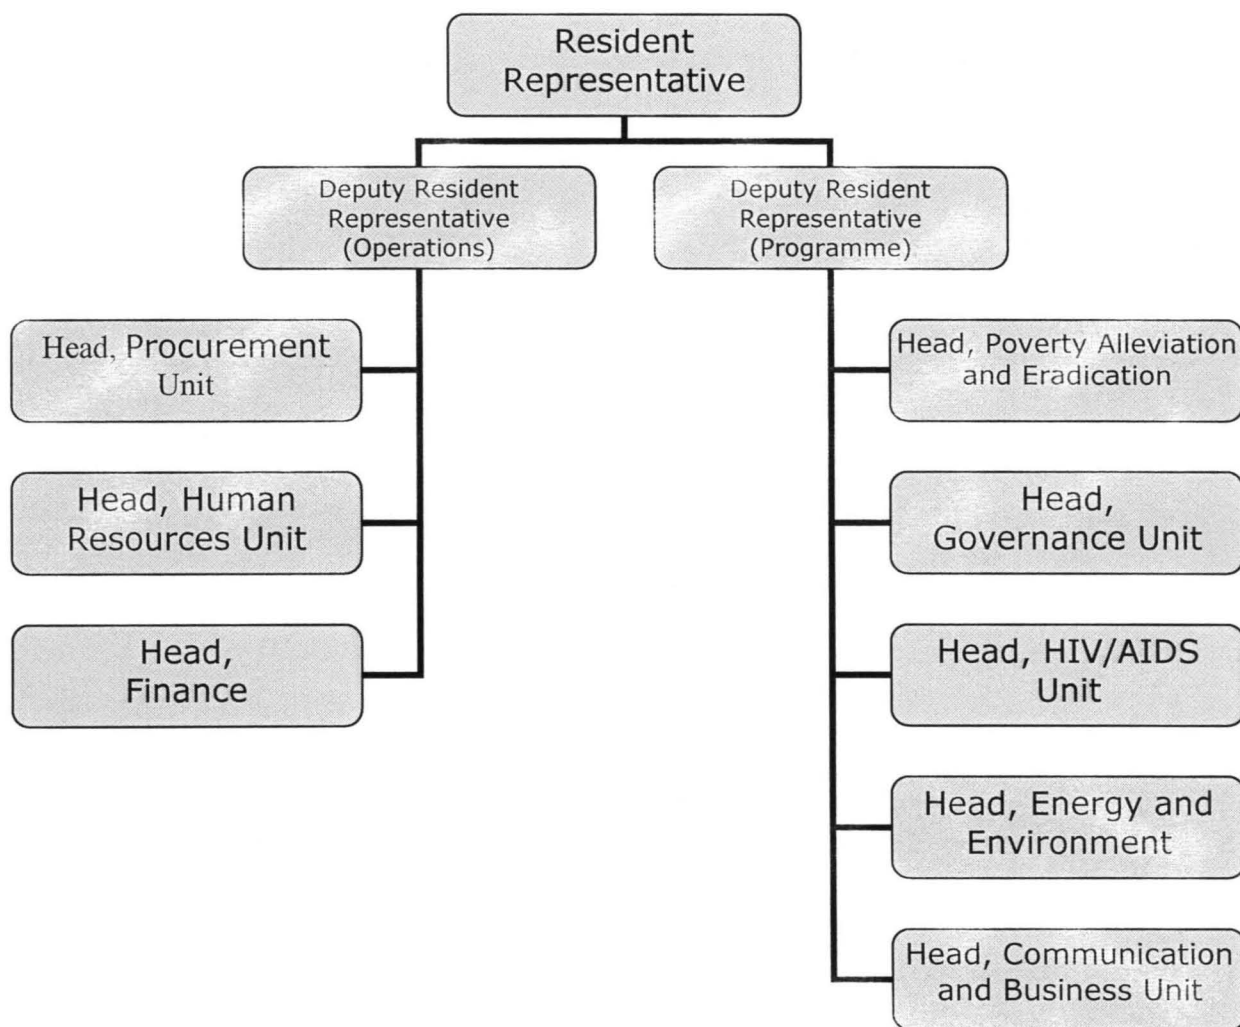 Resident
Representative
Deputy Resident
Representative
(Operations)
Deputy Resident
Representative
(Programme)
Head, Procurement
Unit
Head, Human
Resources Unit
Head,
Finance
Head, Poverty Alleviation
and Eradication
Head,
Governance Unit
Head, HIV/AIDS
Unit
Head, Energy and
Environment
Head, Communication
and Business Unit